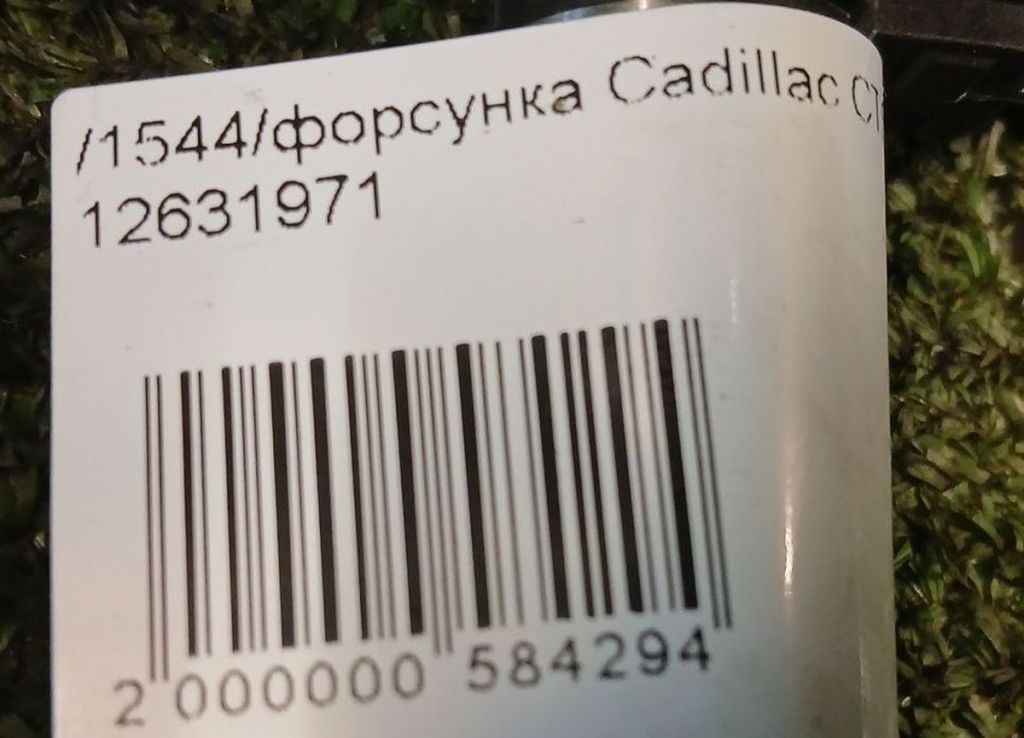 /1544/форсунка Cadillac
12631971
2 000000 584294